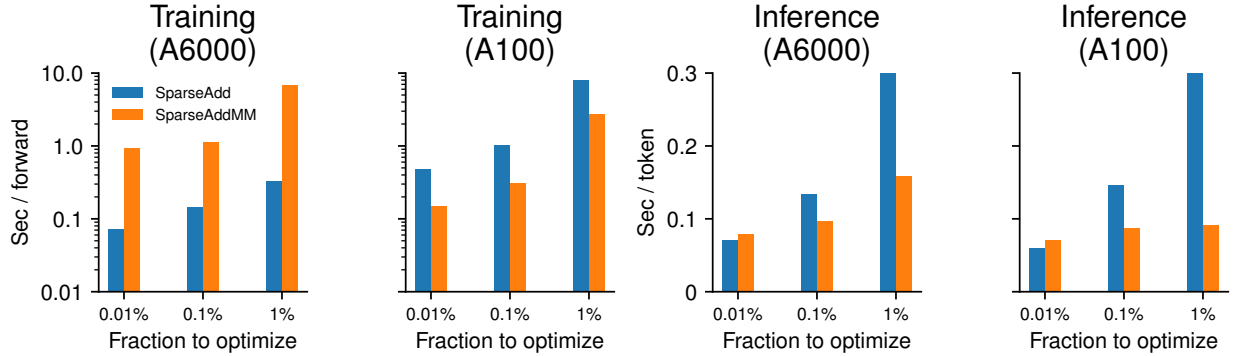 Training
(A6000)
Sec / forward
10.0
1.0
0.1
0.01
SparseAdd
SparseAddMM
0.01%
0.1%
1%
Fraction to optimize
Training
(A100)
0.01%
0.1%
1%
Fraction to optimize
Inference
(A6000)
Sec / token
0.3
0.2
0.1
0
0.01%
0.1%
1%
Fraction to optimize
Inference
(A100)
0.01%
0.1%
1%
Fraction to optimize